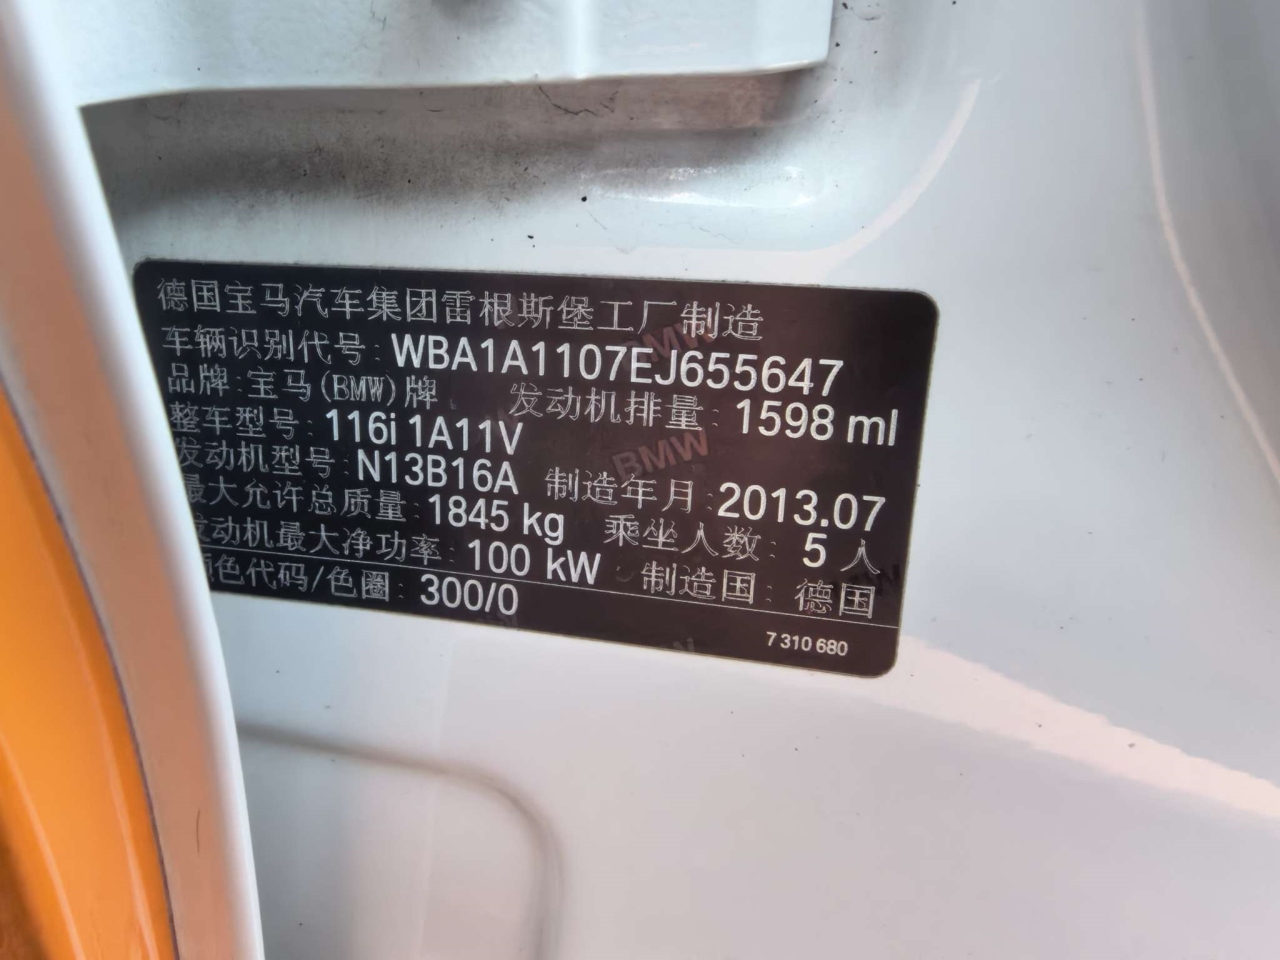 德国宝马汽车集团雷根斯堡工厂制造
车辆识别代号: WBA1A1107EJ655647
品牌:宝马(BMW)牌 发动机排量: 1598 ml
整车型号: 116i 1A11V
发动机型号: N13B16A 制造年月: 2013.07
最大允许总质量: 1845 kg 乘坐人数: 5 人
发动机最大净功率: 100 kW 制造国: 德国
颜色代码/色圈: 300/0
7 310 680
BMW
BMW